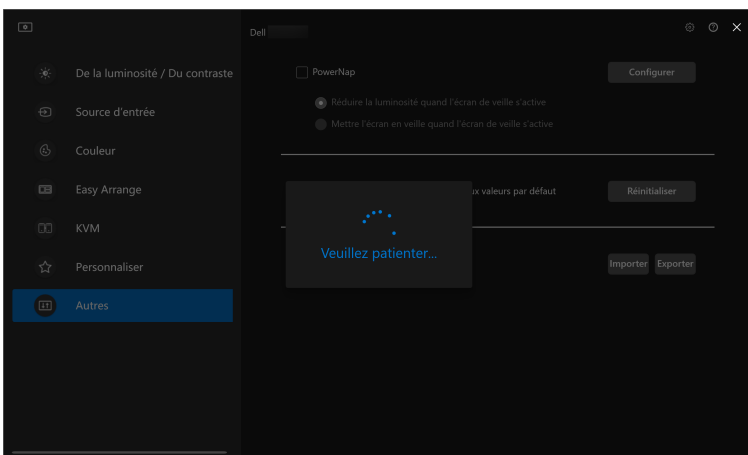 Dell
De la luminosité / Du contraste
Source d'entrée
Couleur
Easy Arrange
KVM
Personnaliser
Autres
PowerNap
Configurer
Réduire la luminosité quand l'écran de veille s'active
Mettre l'écran en veille quand l'écran de veille s'active
valeurs par défaut
Réinitialiser
Veuillez patienter...
Importer Exporter